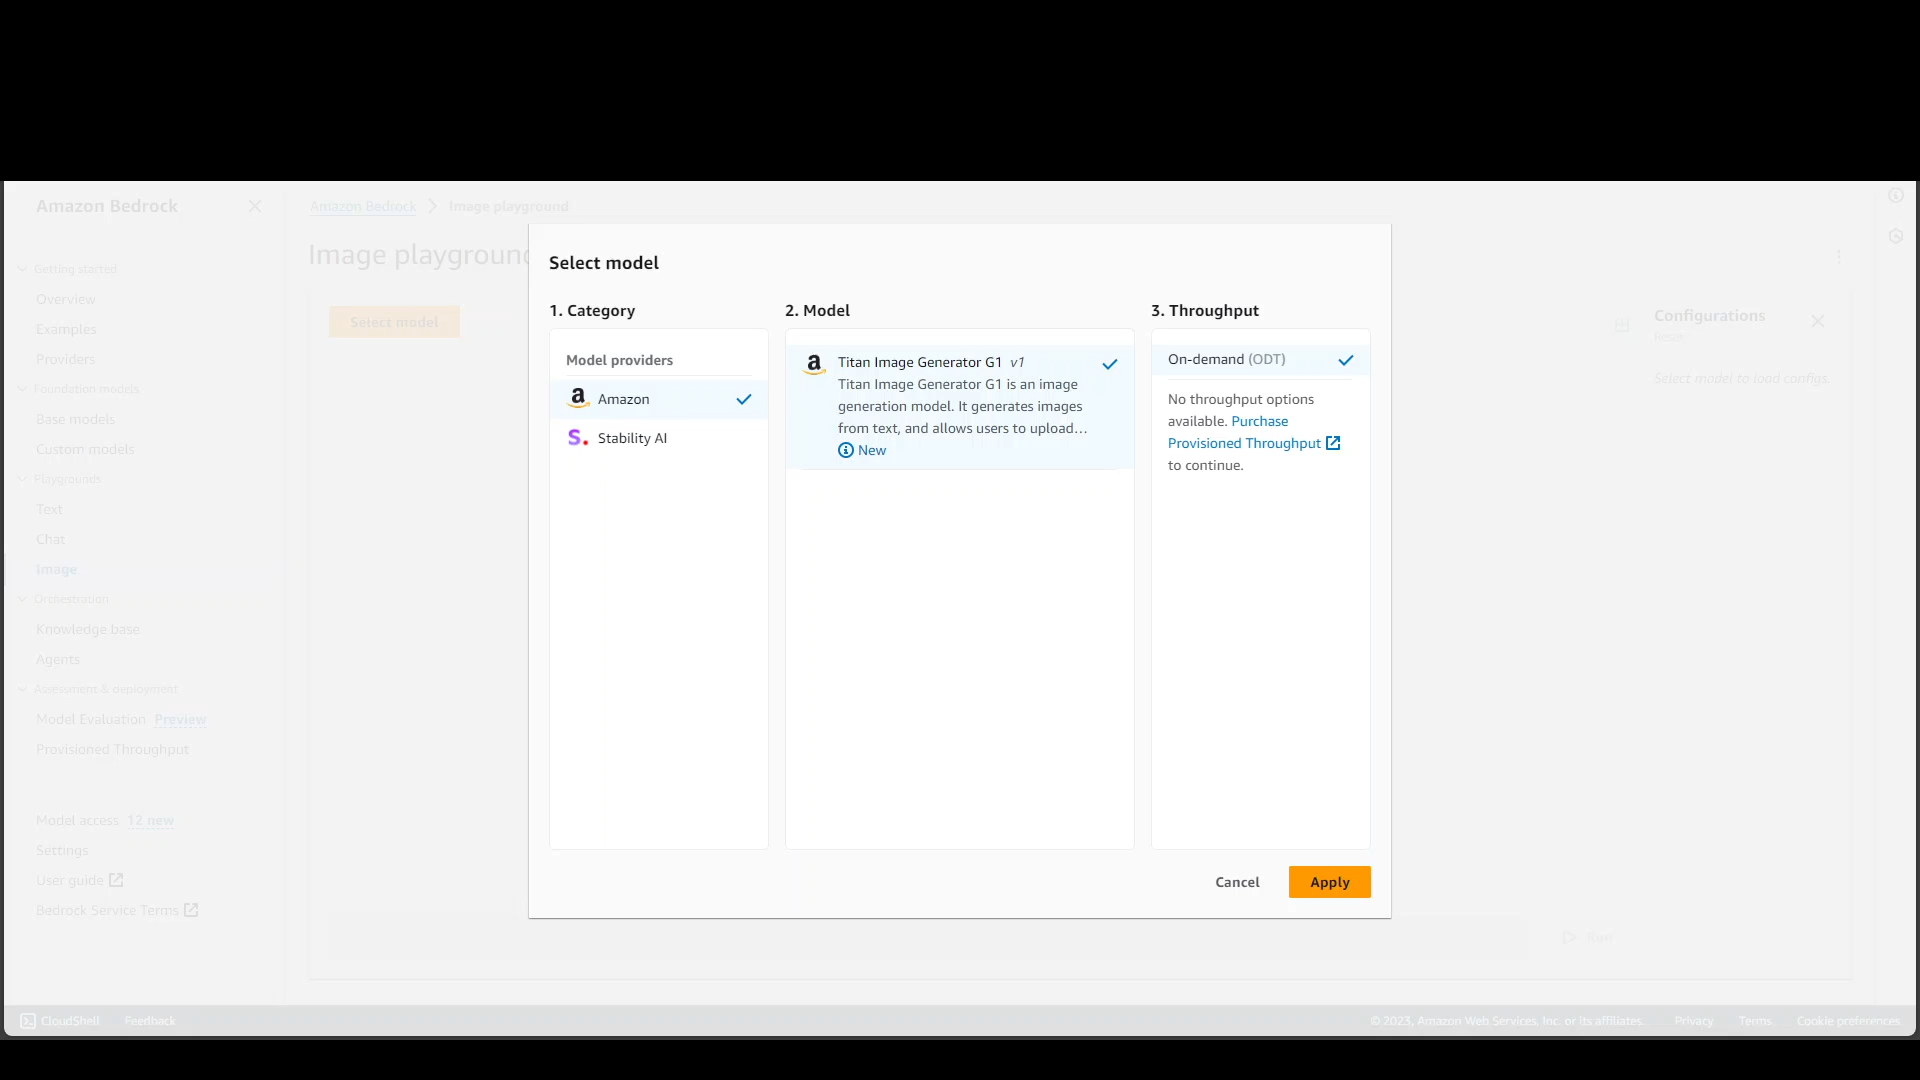 Amazon Bedrock
Amazon Bedrock
Image playground
Image playground
Getting started
Overview
Examples
Providers
Foundation models
Base models
Custom models
Playgrounds
Text
Chat
Image
Orchestration
Knowledge base
Agents
Assessment & deployment
Model Evaluation Preview
Provisioned Throughput
Model access 12 new
Settings
User guide
Bedrock Service Terms
Select model
Select model
1. Category
Model providers
Amazon
Stability AI
2. Model
Titan Image Generator G1 v1
Titan Image Generator G1 is an image
generation model. It generates images
from text, and allows users to upload...
New
3. Throughput
On-demand (ODT)
No throughput options
available. Purchase
Provisioned Throughput
to continue.
Cancel
Apply
Configurations
Reset
Select model to load configs.
Run
CloudShell
Feedback
© 2023, Amazon Web Services, Inc. or its affiliates.
Privacy
Terms
Cookie preferences